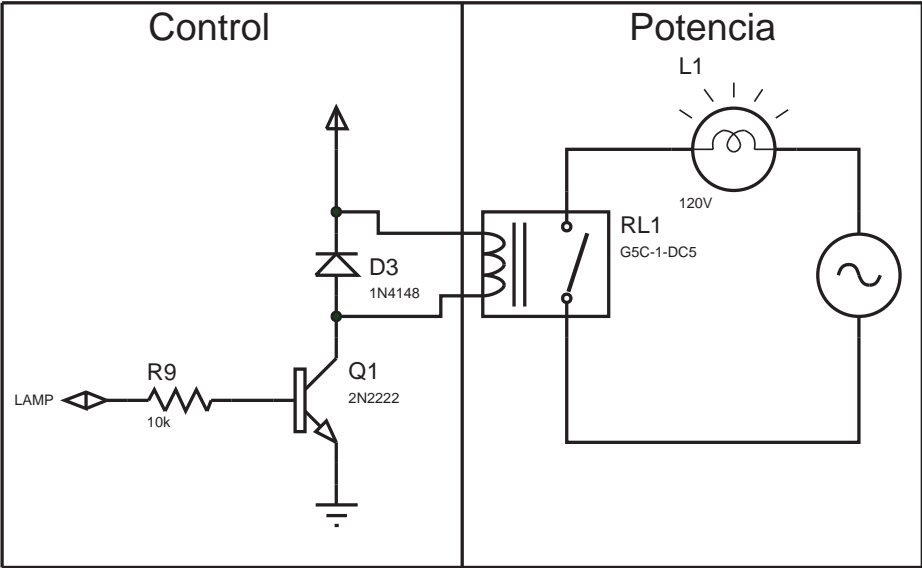 Control
Potencia
L1
120V
RL1
G5C-1-DC5
D3
1N4148
R9
Q1
2N2222
LAMP
10k